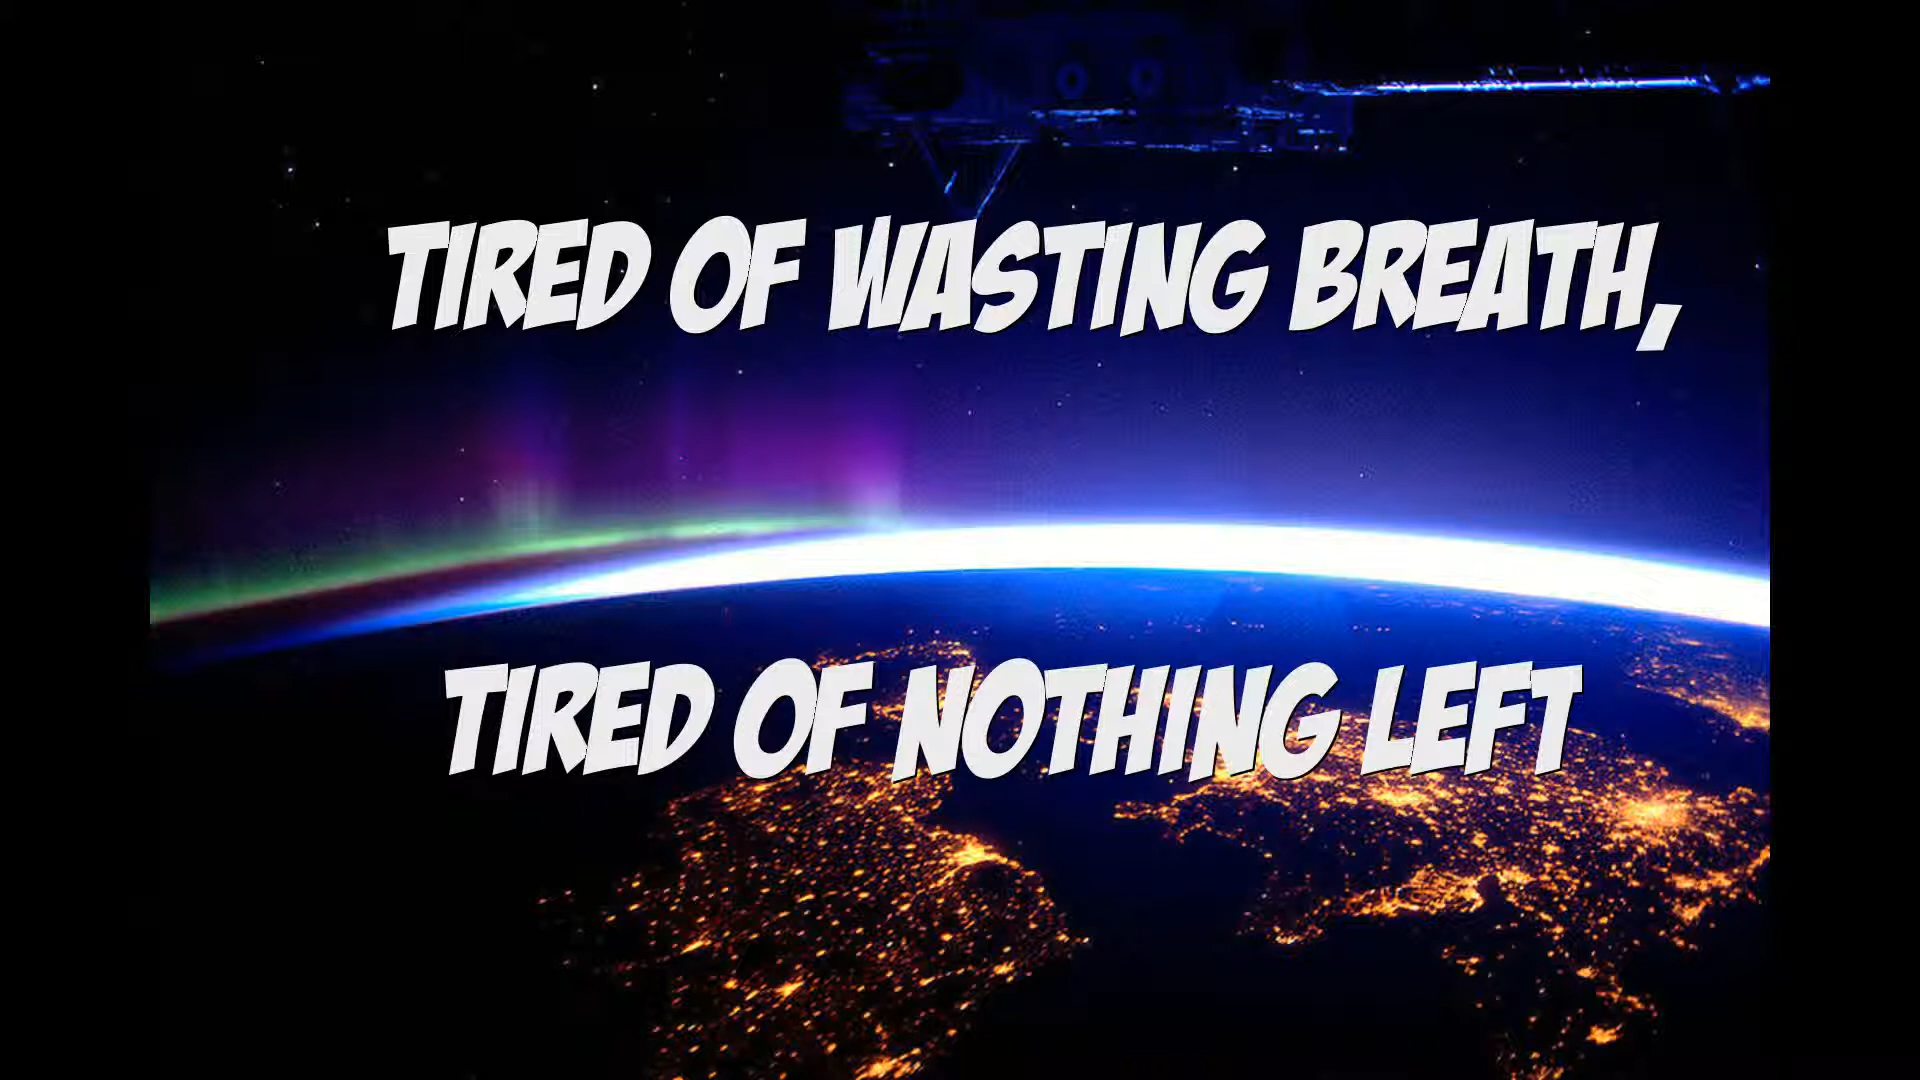 TIRED OF WASTING BREATH,
TIRED OF NOTHING LEFT